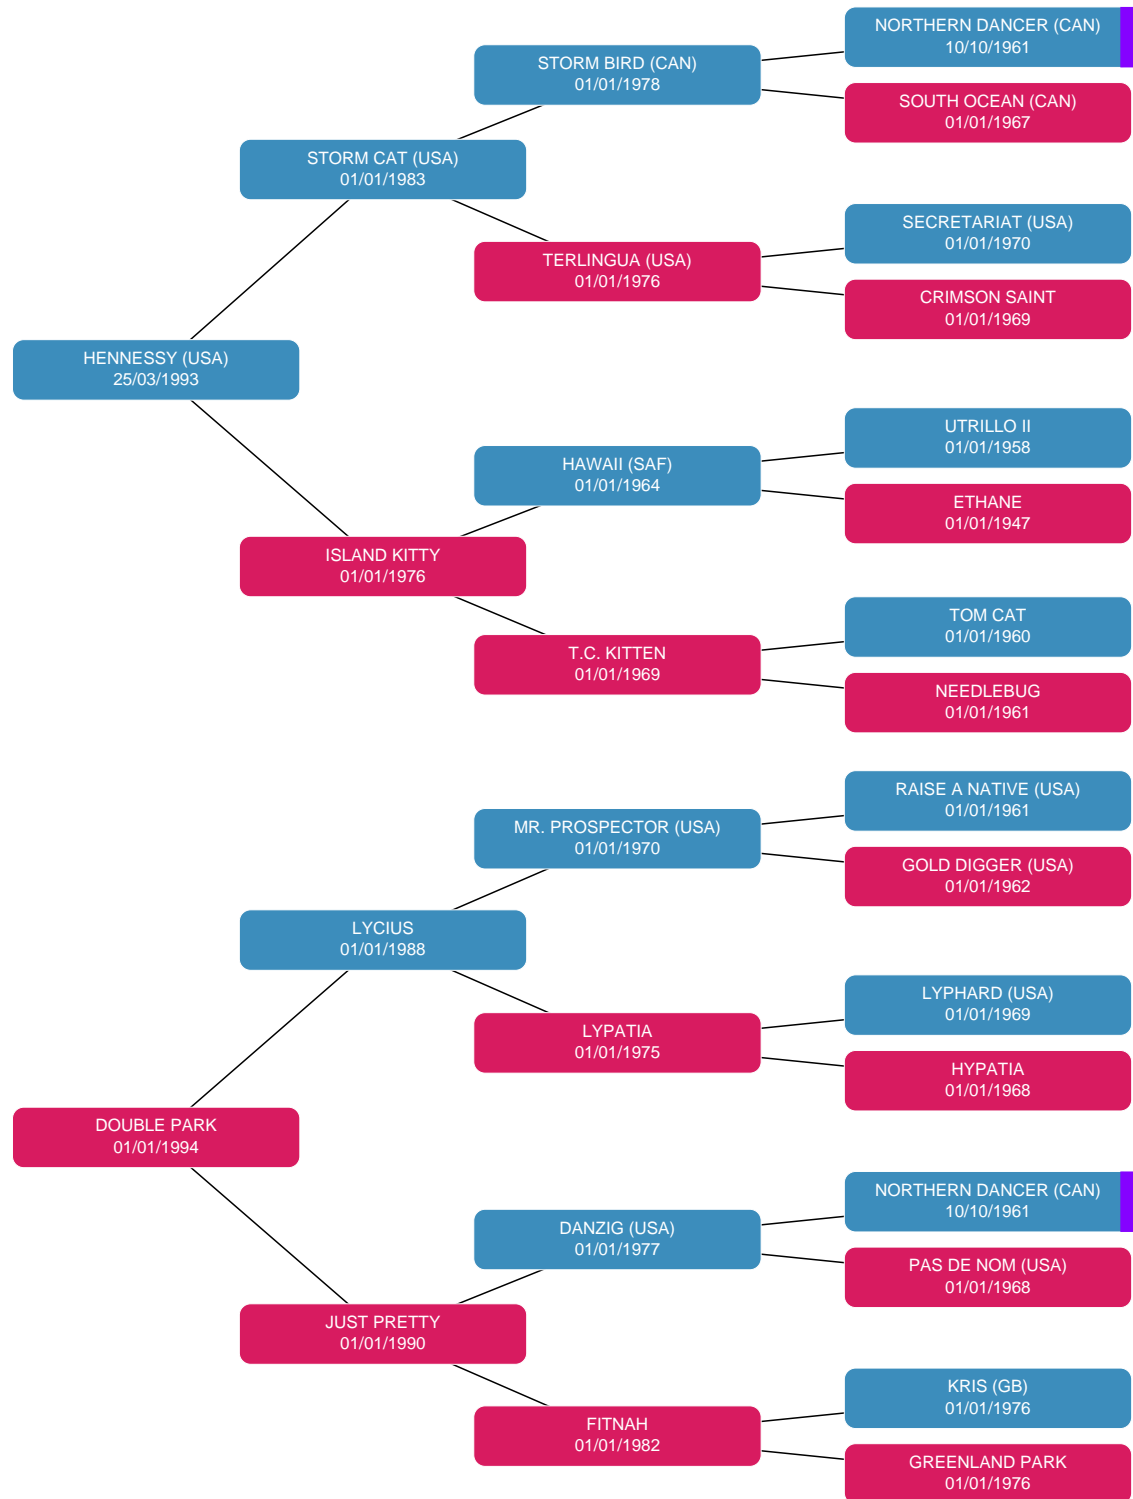 NORTHERN DANCER (CAN)
10/10/1961
STORM BIRD (CAN)
01/01/1978
SOUTH OCEAN (CAN)
01/01/1967
STORM CAT (USA)
01/01/1983
SECRETARIAT (USA)
01/01/1970
TERLINGUA (USA)
01/01/1976
CRIMSON SAINT
01/01/1969
HENNESSY (USA)
25/03/1993
UTRILLO II
01/01/1958
HAWAII (SAF)
01/01/1964
ETHANE
01/01/1947
ISLAND KITTY
01/01/1976
TOM CAT
01/01/1960
T.C. KITTEN
01/01/1969
NEEDLEBUG
01/01/1961
RAISE A NATIVE (USA)
01/01/1961
MR. PROSPECTOR (USA)
01/01/1970
GOLD DIGGER (USA)
01/01/1962
LYCIUS
01/01/1988
LYPHARD (USA)
01/01/1969
LYPATIA
01/01/1975
HYPATIA
01/01/1968
DOUBLE PARK
01/01/1994
NORTHERN DANCER (CAN)
10/10/1961
DANZIG (USA)
01/01/1977
PAS DE NOM (USA)
01/01/1968
JUST PRETTY
01/01/1990
KRIS (GB)
01/01/1976
FITNAH
01/01/1982
GREENLAND PARK
01/01/1976